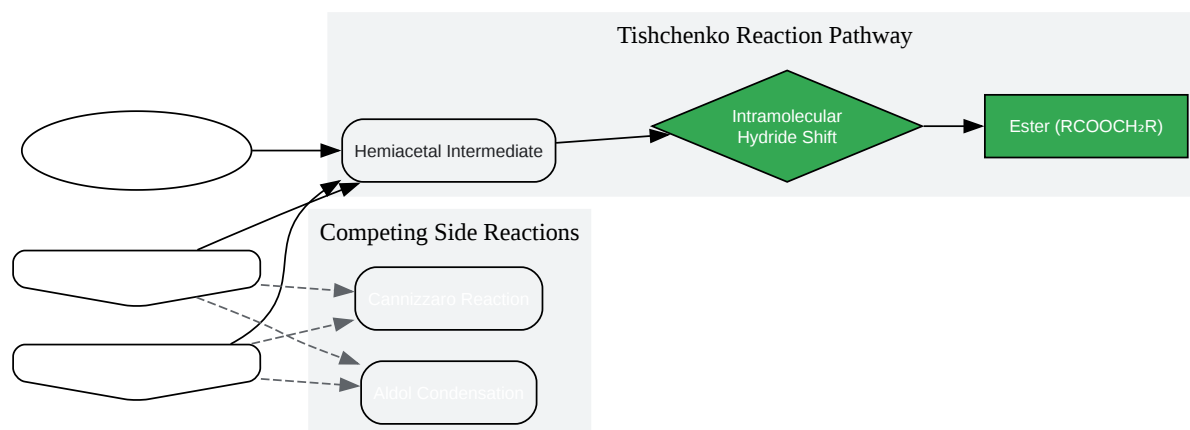 Tishchenko Reaction Pathway
Intramolecular
Hydride Shift
Ester (RCOOCH₂R)
Hemiacetal Intermediate
Competing Side Reactions
Cannizzaro Reaction
Aldol Condensation